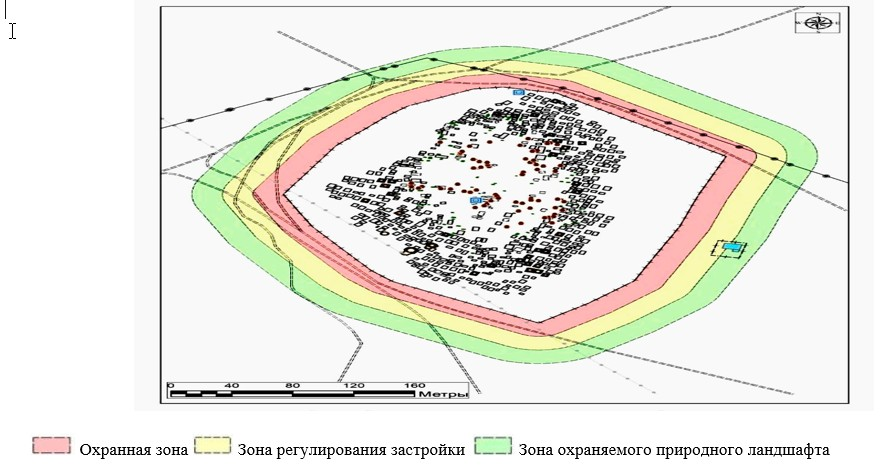 0 40 80 120 160
Метры
Охранная зона Зона регулирования застройки Зона охраняемого природного ландшафта